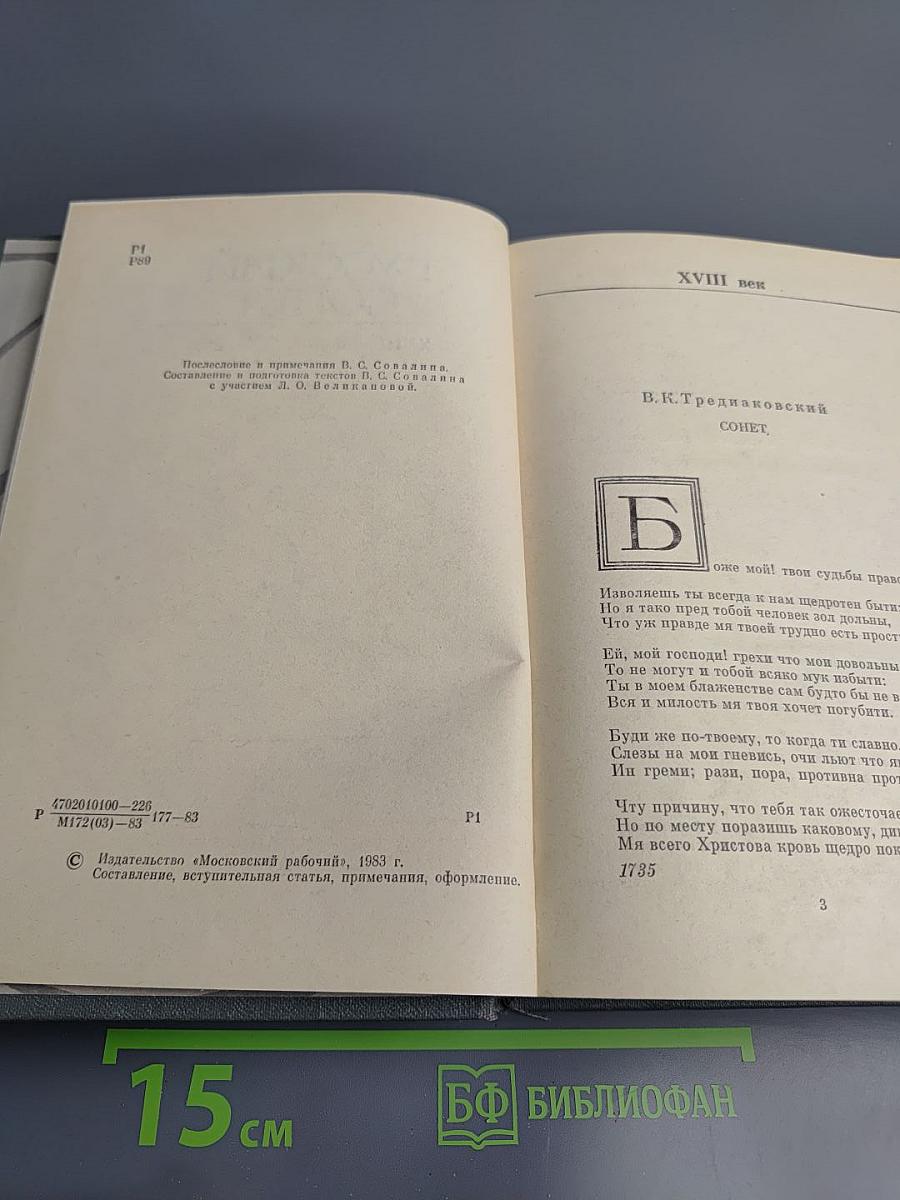 Р1
Р89
Послесловие и примечания В. С. Совалина.
Составление и подготовка текстов В. С. Совалина
с участием Л. О. Великановой.
Р 4702010100—226
М172(03)—83 177—83
Р1
© Издательство «Московский рабочий», 1983 г.
Составление, вступительная статья, примечания, оформление.
XVIII век
В. К. Тредиаковский
СОНЕТ
Боже мой! твои судьбы
Изволяешь ты всегда к нам щедротен быти
Но я тако пред тобой человек зол дольны,
Что уж правде мя твоей трудно есть
Ей, мой господи! грехи что мои довольны
То не могут и тобой всяко мук избыти:
Ты в моем блаженстве сам будто бы не
Вся и милость мя твоя хочет погубити.
Буди же по-твоему, то когда ти
Слезы на мои гневись, очи льют что
Ин греми; рази, пора, противна
Чту причину, что тебя так
Но по месту поразишь каковому,
Мя всего Христова кровь щедро
1735
3
15 см
БФ БИБЛИОФАН